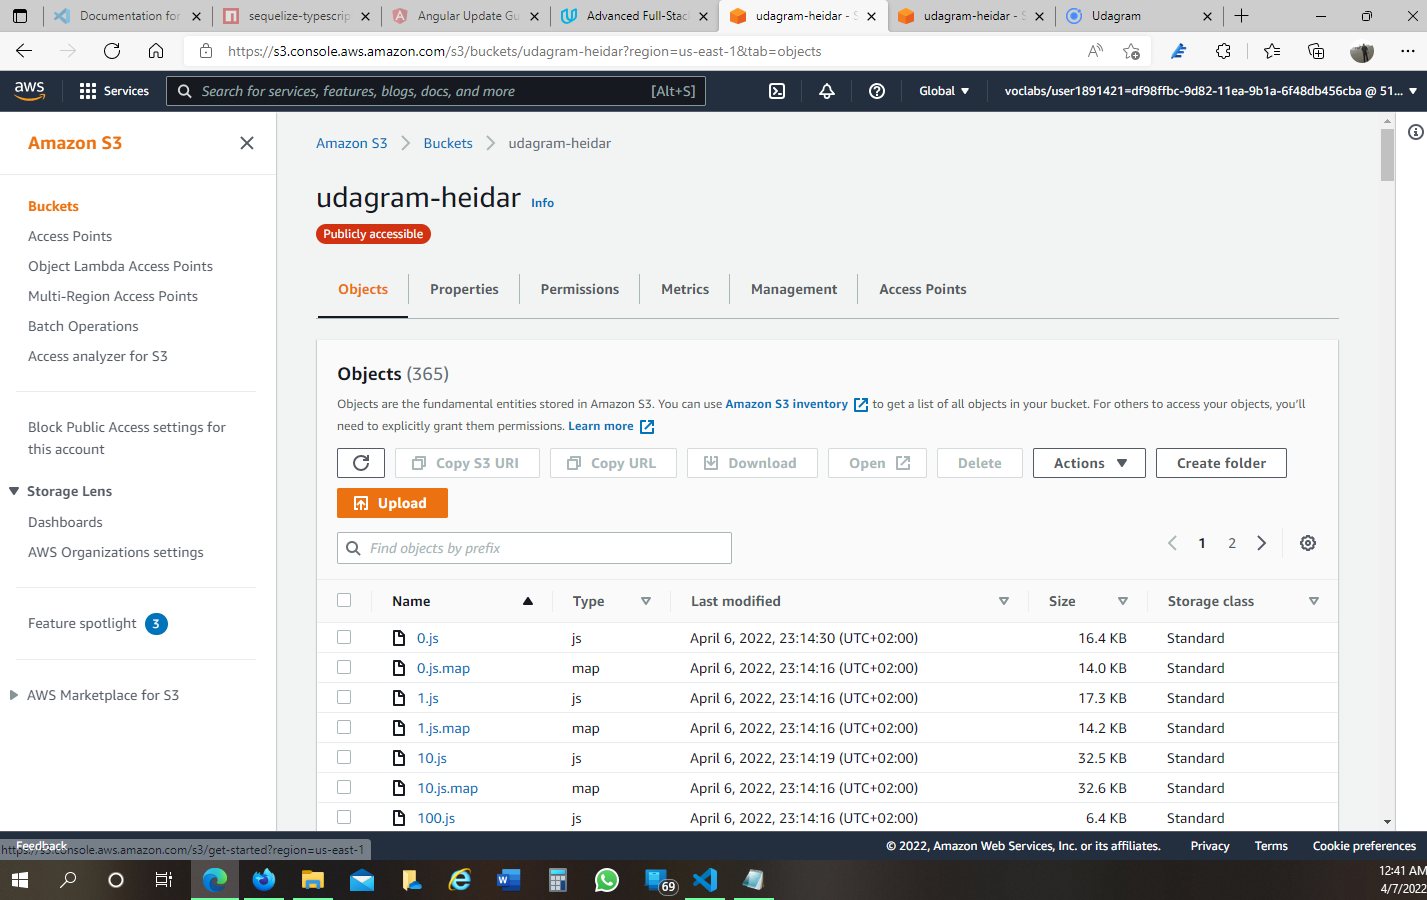 Documentation for
sequelize-typescrip
Angular Update Gu
Advanced Full-Stac
udagram-heidar - S
udagram-heidar - S
Udagram
https://s3.console.aws.amazon.com/s3/buckets/udagram-heidar?region=us-east-1&tab=objects
aws
Services
Search for services, features, blogs, docs, and more
[Alt+S]
Global
voclabs/user1891421=df98ffbc-9d82-11ea-9b1a-6f48db456cba @ 51...
Amazon S3
Buckets
Access Points
Object Lambda Access Points
Multi-Region Access Points
Batch Operations
Access analyzer for S3
Block Public Access settings for
this account
Storage Lens
Dashboards
AWS Organizations settings
Feature spotlight 3
AWS Marketplace for S3
Amazon S3 Buckets udagram-heidar
udagram-heidar Info
Publicly accessible
Objects Properties Permissions Metrics Management Access Points
Objects (365)
Objects are the fundamental entities stored in Amazon S3. You can use Amazon S3 inventory to get a list of all objects in your bucket. For others to access your objects, you'll
need to explicitly grant them permissions. Learn more
Copy S3 URI Copy URL Download Open Delete Actions Create folder
Upload
Find objects by prefix
1 2
Name Type Last modified Size Storage class
0.js js April 6, 2022, 23:14:30 (UTC+02:00) 16.4 KB Standard
0.js.map map April 6, 2022, 23:14:16 (UTC+02:00) 14.0 KB Standard
1.js js April 6, 2022, 23:14:16 (UTC+02:00) 17.3 KB Standard
1.js.map map April 6, 2022, 23:14:16 (UTC+02:00) 14.2 KB Standard
10.js js April 6, 2022, 23:14:19 (UTC+02:00) 32.5 KB Standard
10.js.map map April 6, 2022, 23:14:16 (UTC+02:00) 32.6 KB Standard
100.js js April 6, 2022, 23:14:16 (UTC+02:00) 6.4 KB Standard
Feedback
https://s3.console.aws.amazon.com/s3/get-started?region=us-east-1
© 2022, Amazon Web Services, Inc. or its affiliates. Privacy Terms Cookie preferences
69
12:41 AM
4/7/2022